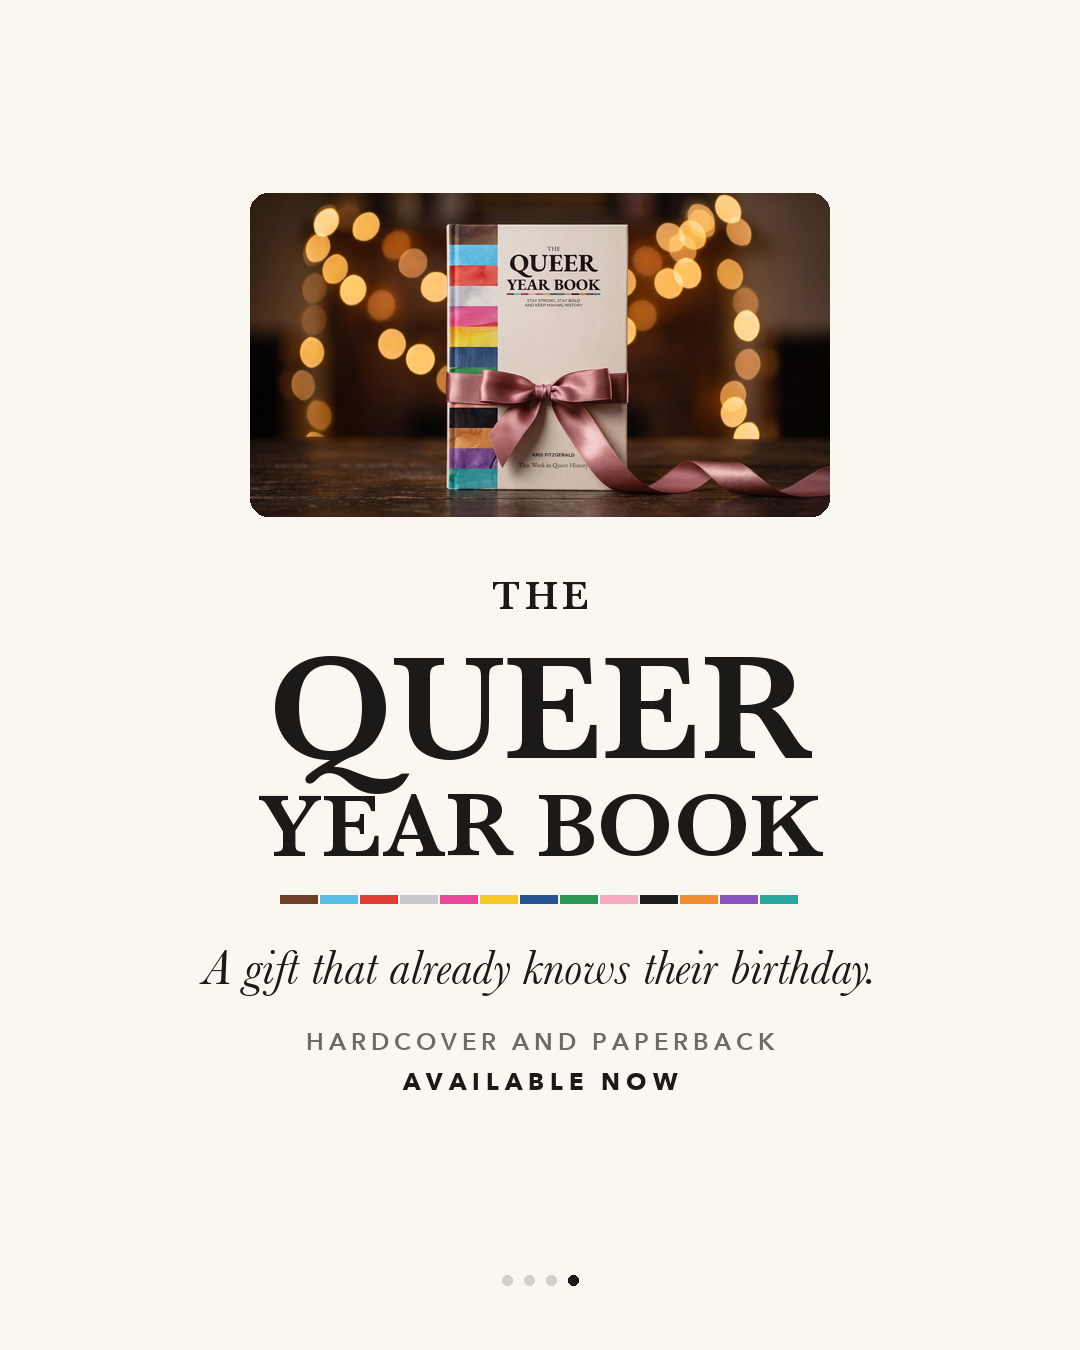 THE
QUEER
YEAR BOOK
STAY STRONG, STAY BOLD
AND KEEP MAKING HISTORY
KRIS FITZGERALD
This Week in Queer History
THE
QUEER
YEAR BOOK
A gift that already knows their birthday.
HARDCOVER AND PAPERBACK
AVAILABLE NOW